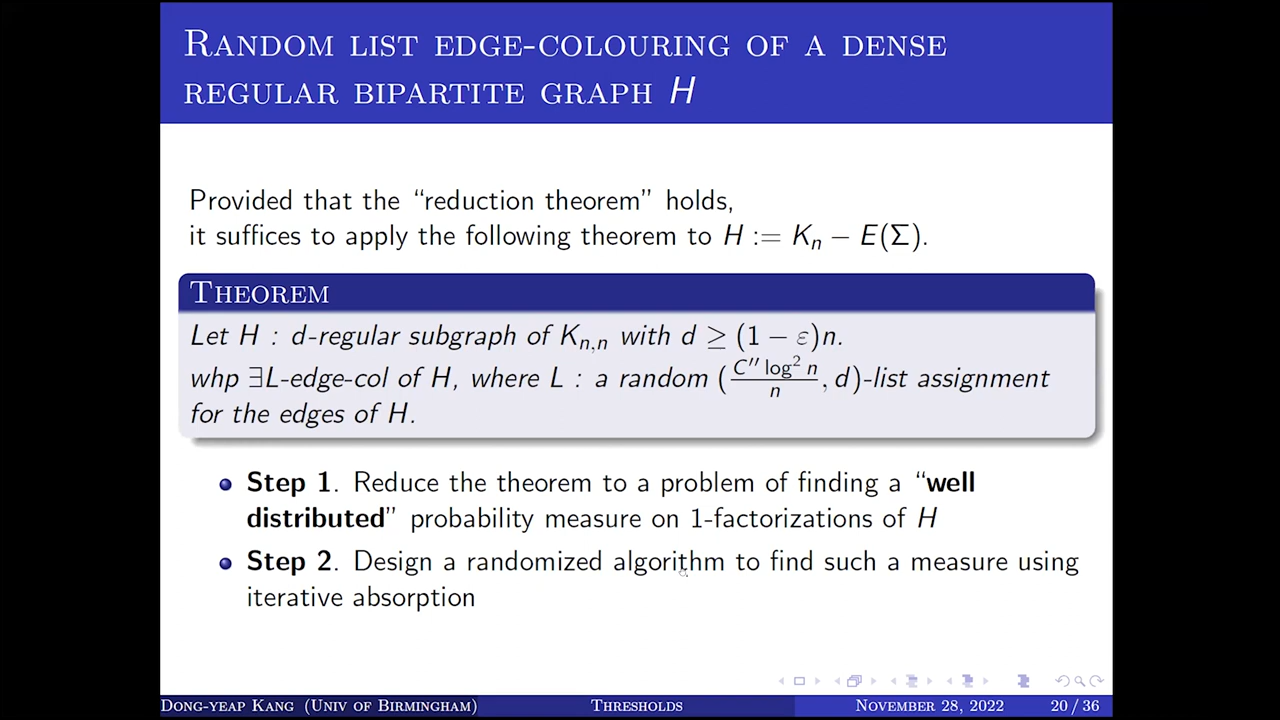 RANDOM LIST EDGE-COLOURING OF A DENSE
REGULAR BIPARTITE GRAPH H
Provided that the “reduction theorem” holds,
it suffices to apply the following theorem to H := Kₙ − E(Σ).
THEOREM
Let H : d-regular subgraph of Kₙ,ₙ with d ≥ (1 − ε)n.
whp ∃L-edge-col of H, where L : a random (C″ log² n / n, d)-list assignment
for the edges of H.
Step 1. Reduce the theorem to a problem of finding a “well
distributed” probability measure on 1-factorizations of H
Step 2. Design a randomized algorithm to find such a measure using
iterative absorption
DONG-YEAP KANG (UNIV OF BIRMINGHAM) THRESHOLDS NOVEMBER 28, 2022 20 / 36